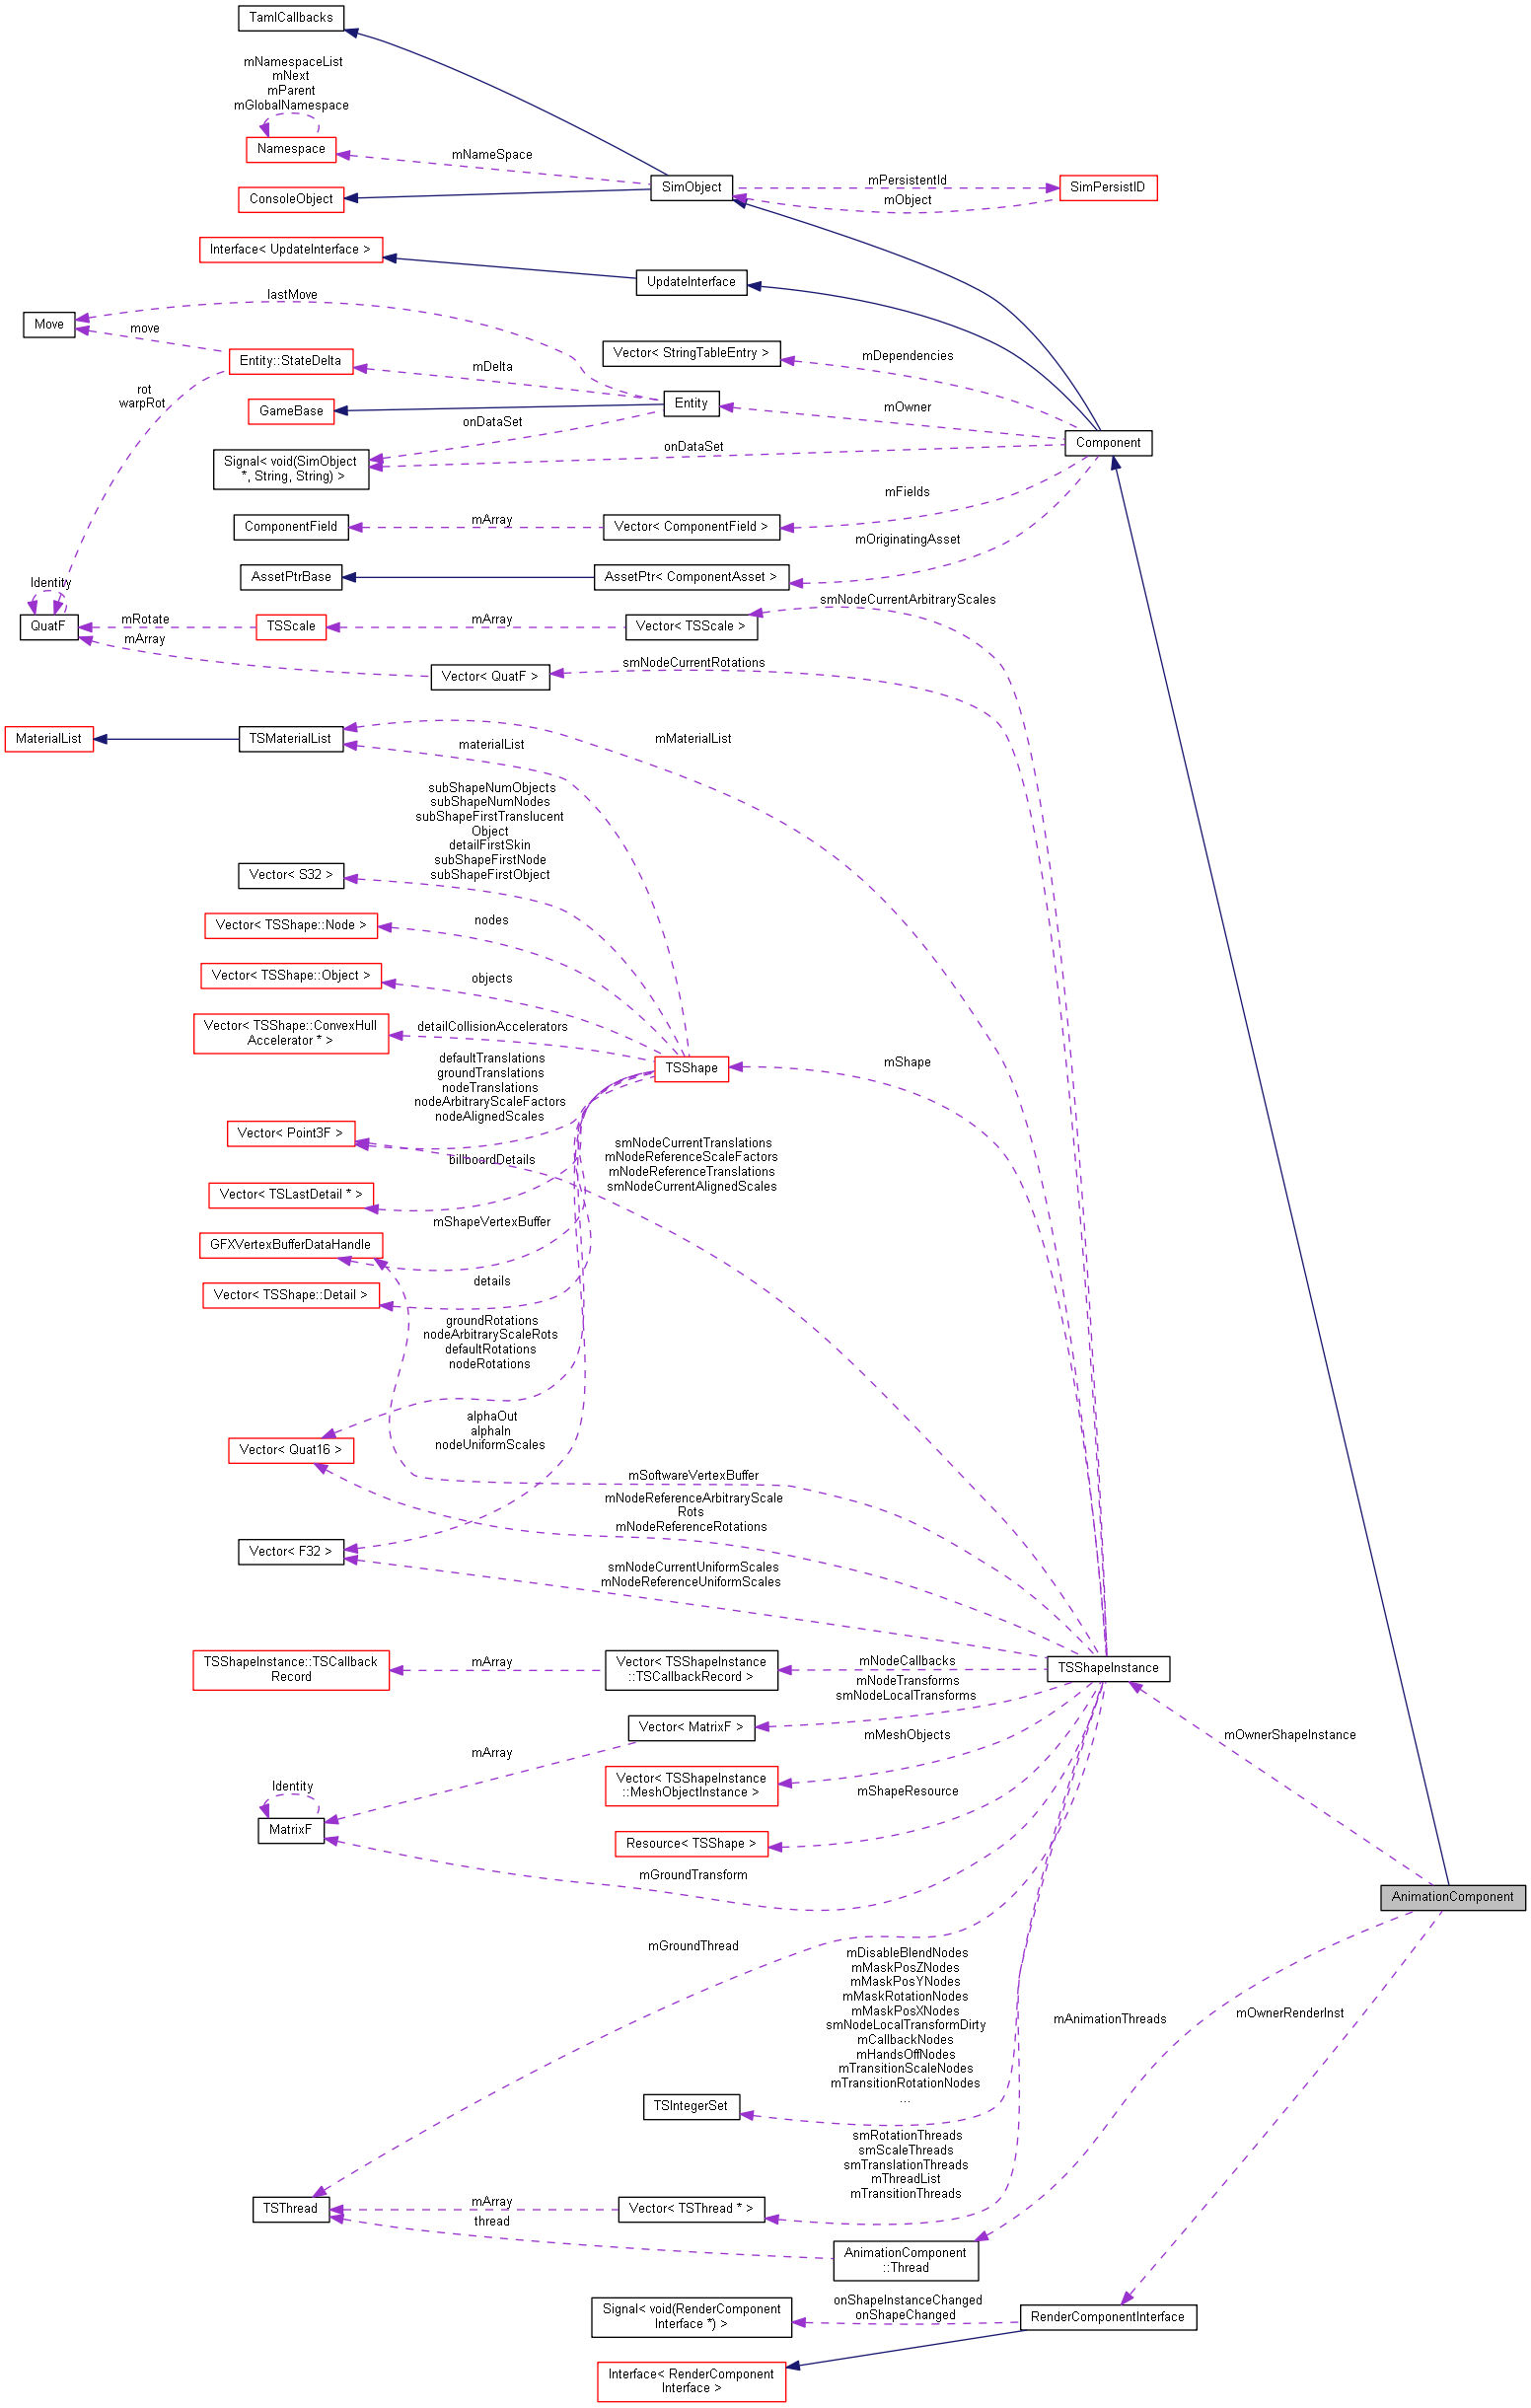 TamlCallbacks
mNamespaceList
mNext
mParent
mGlobalNamespace
Namespace
mNameSpace
ConsoleObject
SimObject
mPersistentId
mObject
SimPersistID
Interface< UpdateInterface >
UpdateInterface
lastMove
Move
move
Entity::StateDelta
mDelta
Vector< StringTableEntry >
mDependencies
rot
warpRot
GameBase
Entity
mOwner
onDataSet
Component
Signal< void(SimObject
*, String, String) >
onDataSet
mFields
ComponentField
mArray
Vector< ComponentField >
mOriginatingAsset
AssetPtrBase
AssetPtr< ComponentAsset >
Identity
QuatF
mRotate
TSScale
mArray
Vector< TSScale >
smNodeCurrentArbitraryScales
mArray
Vector< QuatF >
smNodeCurrentRotations
MaterialList
TSMaterialList
materialList
mMaterialList
subShapeNumObjects
subShapeNumNodes
subShapeFirstTranslucent
Object
detailFirstSkin
subShapeFirstNode
subShapeFirstObject
Vector< S32 >
Vector< TSShape::Node >
nodes
Vector< TSShape::Object >
objects
Vector< TSShape::ConvexHull
Accelerator * >
detailCollisionAccelerators
TSShape
mShape
defaultTranslations
groundTranslations
nodeTranslations
nodeArbitraryScaleFactors
nodeAlignedScales
Vector< Point3F >
smNodeCurrentTranslations
mNodeReferenceScaleFactors
mNodeReferenceTranslations
smNodeCurrentAlignedScales
billboardDetails
Vector< TSLastDetail * >
mShapeVertexBuffer
GFXVertexBufferDataHandle
details
Vector< TSShape::Detail >
groundRotations
nodeArbitraryScaleRots
defaultRotations
nodeRotations
alphaOut
alphaIn
nodeUniformScales
Vector< Quat16 >
mSoftwareVertexBuffer
mNodeReferenceArbitraryScale
Rots
mNodeReferenceRotations
Vector< F32 >
smNodeCurrentUniformScales
mNodeReferenceUniformScales
TSShapeInstance::TSCallback
Record
mArray
Vector< TSShapeInstance
::TSCallbackRecord >
mNodeCallbacks
TSShapeInstance
mNodeTransforms
smNodeLocalTransforms
Vector< MatrixF >
mArray
mMeshObjects
mOwnerShapeInstance
Identity
MatrixF
Vector< TSShapeInstance
::MeshObjectInstance >
mShapeResource
Resource< TSShape >
mGroundTransform
AnimationComponent
mGroundThread
mDisableBlendNodes
mMaskPosZNodes
mMaskPosYNodes
mMaskRotationNodes
mMaskPosXNodes
smNodeLocalTransformDirty
mCallbackNodes
mHandsOffNodes
mTransitionScaleNodes
mTransitionRotationNodes
...
mAnimationThreads
mOwnerRenderInst
TSIntegerSet
smRotationThreads
smScaleThreads
smTranslationThreads
mThreadList
mTransitionThreads
TSThread
mArray
Vector< TSThread * >
thread
AnimationComponent
::Thread
Signal< void(RenderComponent
Interface *) >
onShapeInstanceChanged
onShapeChanged
RenderComponentInterface
Interface< RenderComponent
Interface >